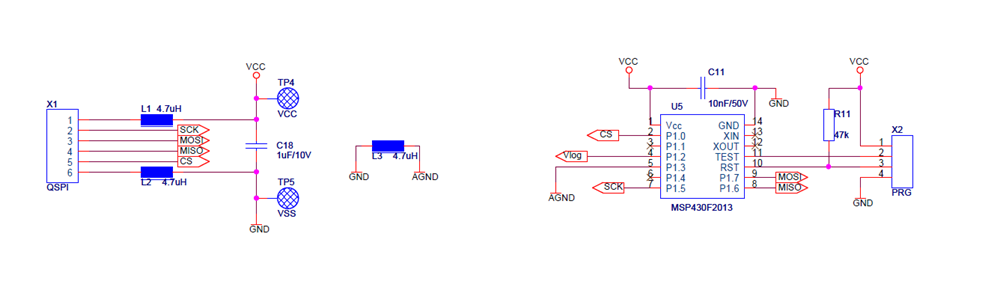 VCC
TP4
VCC
X1
L1 4.7uH
1
2
3
4
5
6
SCK
MOSI
MISO
CS
C18
1uF/10V
QSPI
L2 4.7uH
TP5
VSS
GND
L3 4.7uH
GND
AGND
VCC
C11
10nF/50V
GND
U5
1 Vcc GND 14
CS 2 P1.0 XIN 13
3 P1.1 XOUT 12
Vlog 4 P1.2 TEST 11
5 P1.3 RST 10
6 P1.4 P1.7 9 MOSI
SCK 7 P1.5 P1.6 8 MISO
AGND
MSP430F2013
VCC
R11
47k
X2
1
2
3
4
PRG
GND